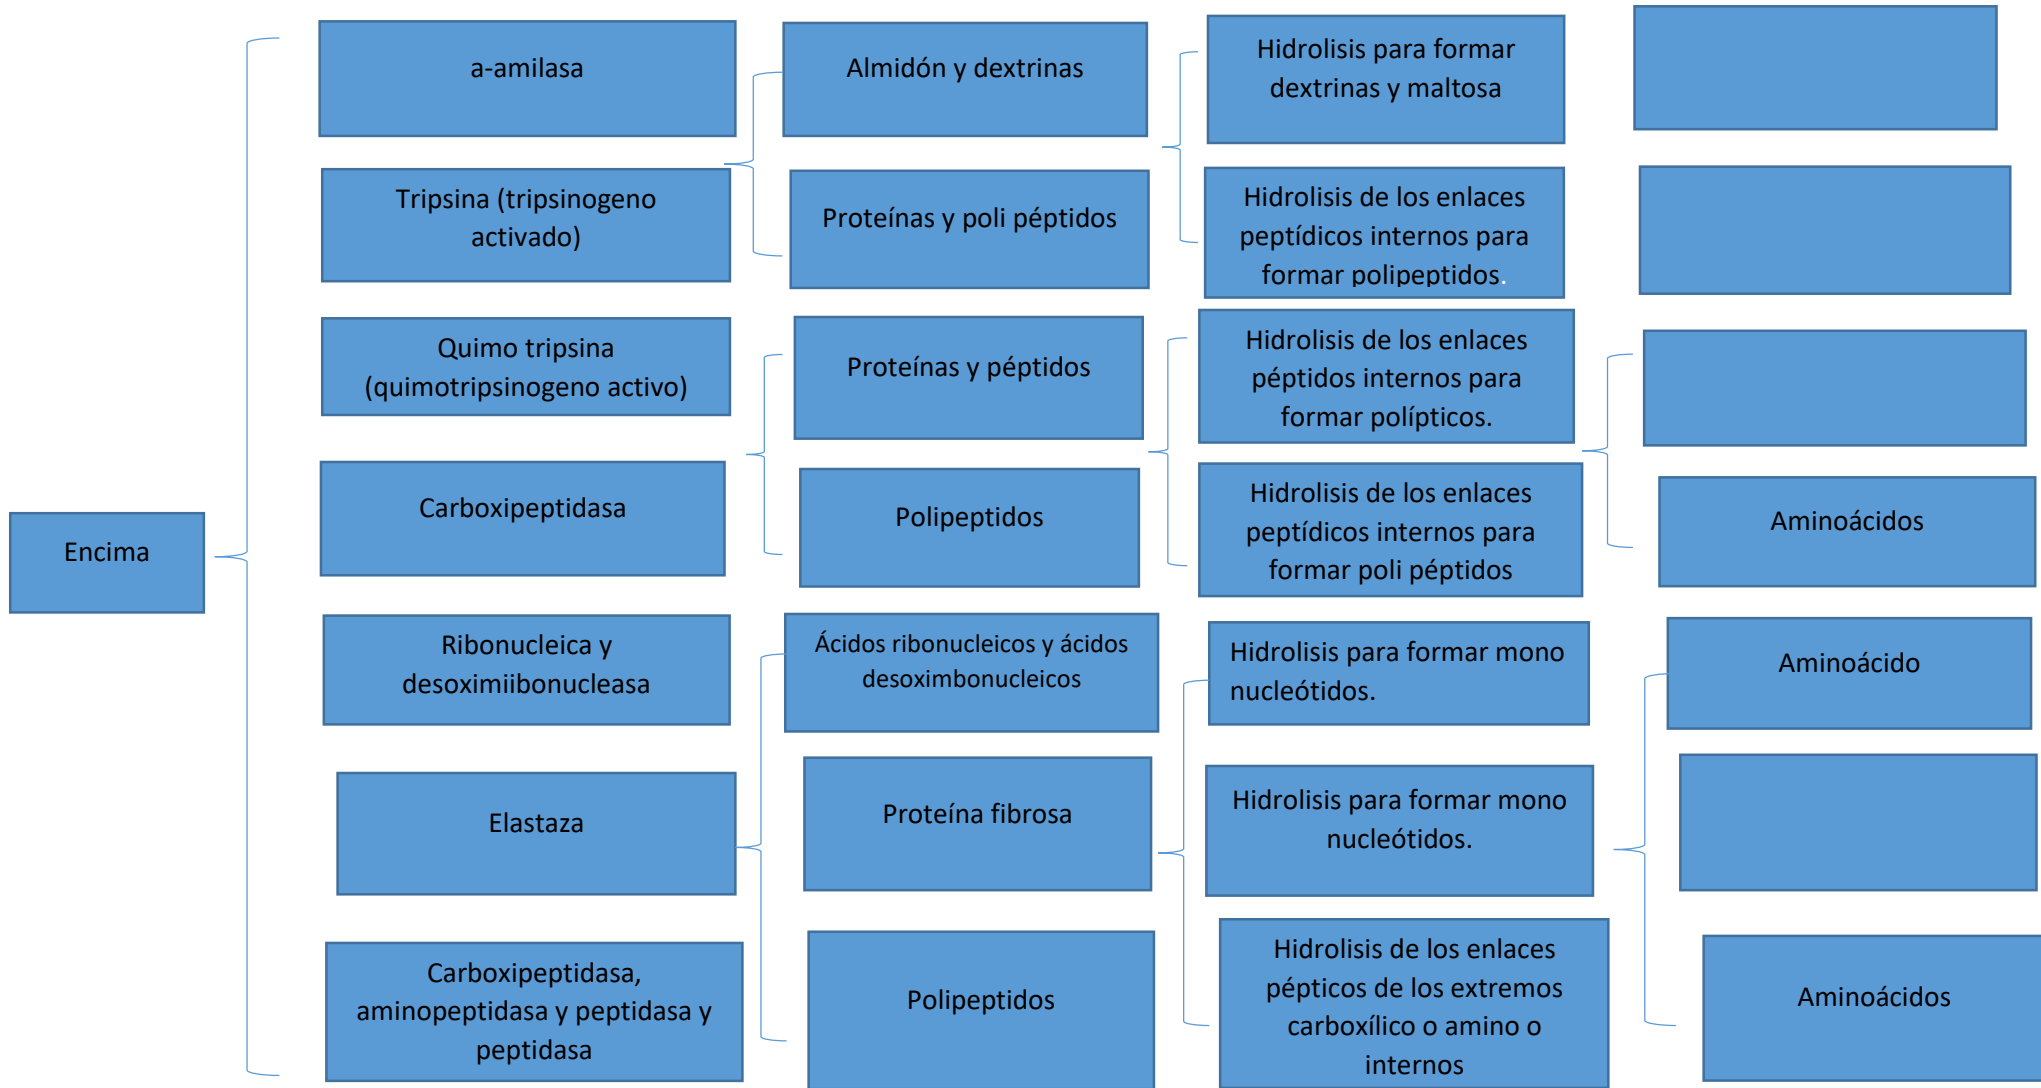 Encima
a-amilasa
Tripsina (tripsinogeno
activado)
Quimo tripsina
(quimotripsinogeno activo)
Carboxipeptidasa
Ribonucleica y
desoximiibonucleasa
Elastaza
Carboxipeptidasa,
aminopeptidasa y peptidasa y
peptidasa
Almidón y dextrinas
Proteínas y poli péptidos
Proteínas y péptidos
Polipeptidos
Ácidos ribonucleicos y ácidos
desoximbonucleicos
Proteína fibrosa
Polipeptidos
Hidrolisis para formar
dextrinas y maltosa
Hidrolisis de los enlaces
peptídicos internos para
formar polipeptidos.
Hidrolisis de los enlaces
péptidos internos para
formar polípticos.
Hidrolisis de los enlaces
peptídicos internos para
formar poli péptidos
Hidrolisis para formar mono
nucleótidos.
Hidrolisis para formar mono
nucleótidos.
Hidrolisis de los enlaces
pépticos de los extremos
carboxílico o amino o
internos
Aminoácidos
Aminoácido
Aminoácidos